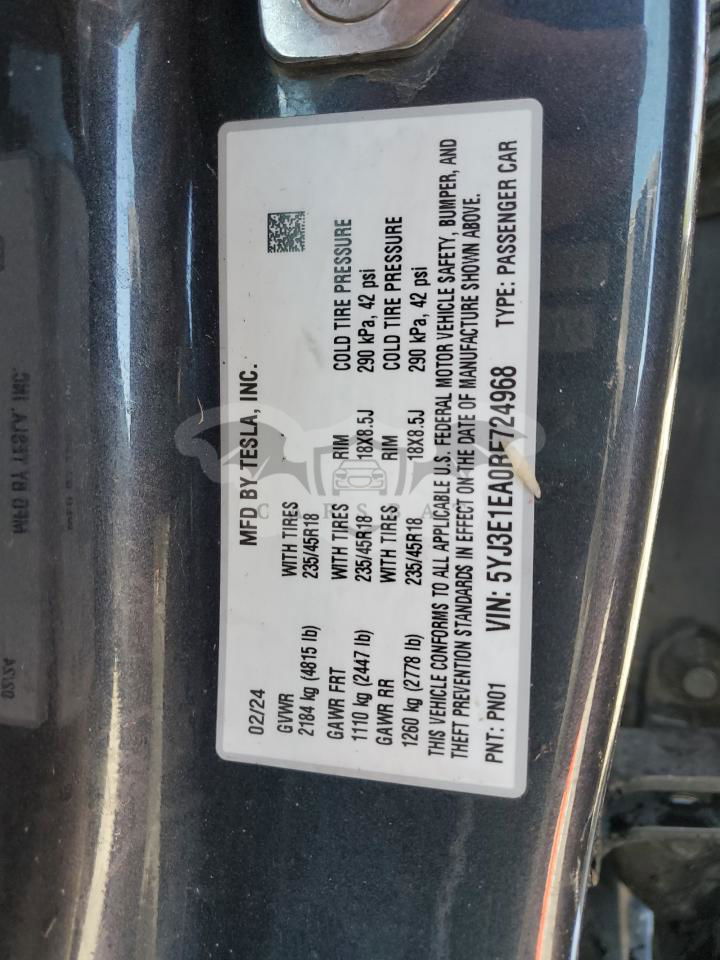 MFD BY TESLA, INC.
02/24
GVWR WITH TIRES
2184 kg (4815 lb) 235/45R18
GAWR FRT WITH TIRES RIM COLD TIRE PRESSURE
1110 kg (2447 lb) 235/45R18 18X8.5J 290 kPa, 42 psi
GAWR RR WITH TIRES RIM COLD TIRE PRESSURE
1260 kg (2778 lb) 235/45R18 18X8.5J 290 kPa, 42 psi
THIS VEHICLE CONFORMS TO ALL APPLICABLE U.S. FEDERAL MOTOR VEHICLE SAFETY, BUMPER, AND
THEFT PREVENTION STANDARDS IN EFFECT ON THE DATE OF MANUFACTURE SHOWN ABOVE.
PNT: PN01 VIN: 5YJ3E1EA0RF724968 TYPE: PASSENGER CAR